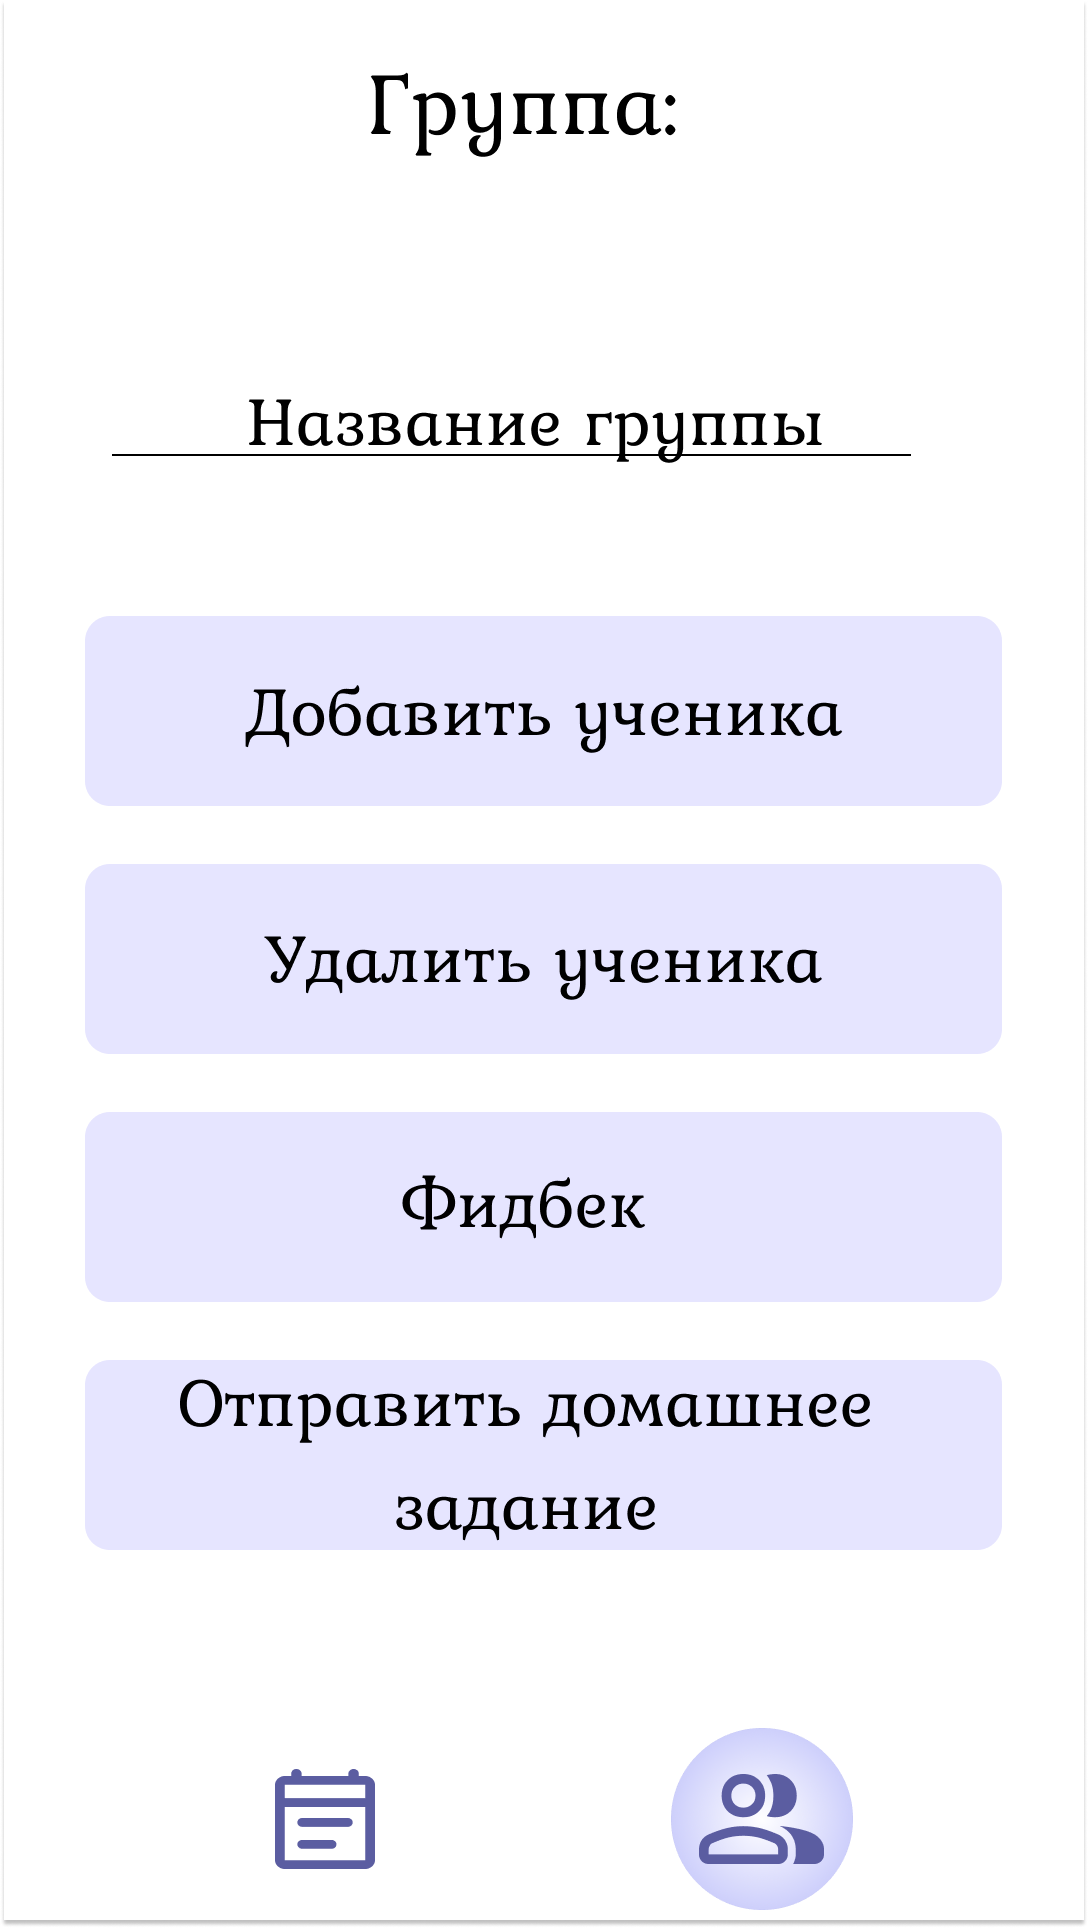 Группа:
Название группы
Добавить ученика
Удалить ученика
Фидбек
Отправить домашнее
задание